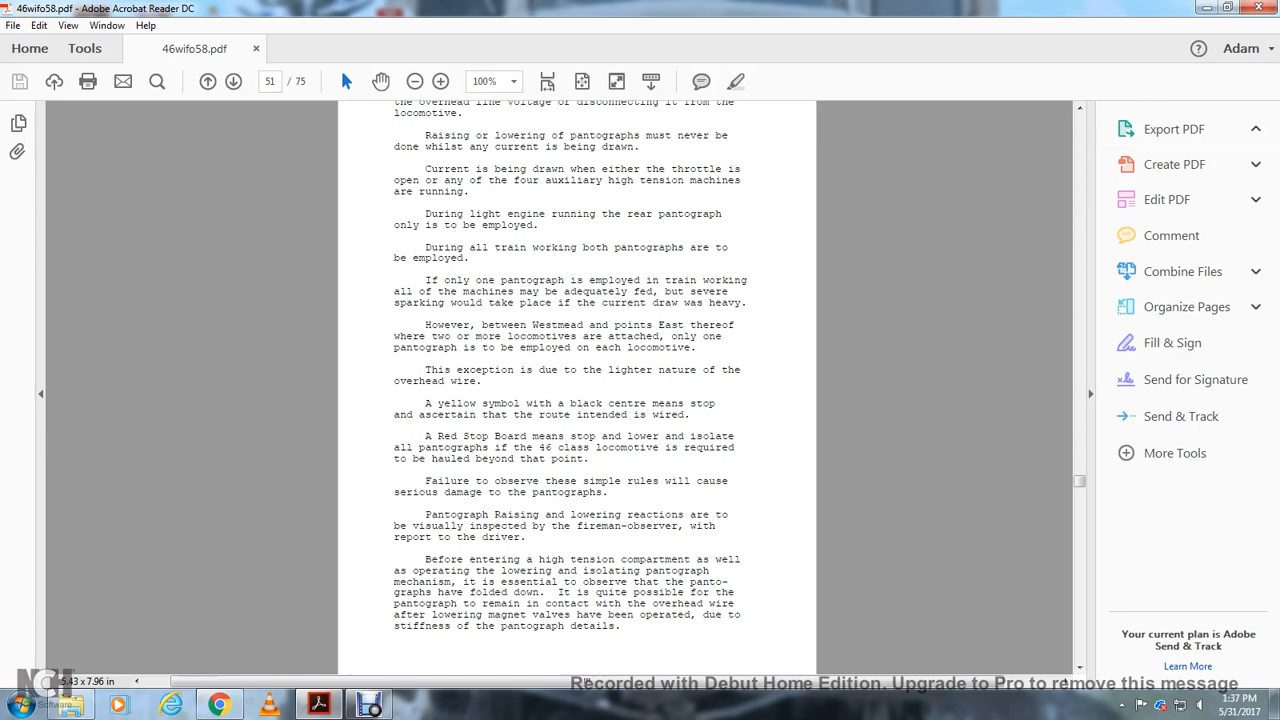 46wifo58.pdf - Adobe Acrobat Reader DC
File Edit View Window Help
Home Tools 46wifo58.pdf × Adam
51 / 75 100%
the overhead line voltage or disconnecting it from the
locomotive.
Raising or lowering of pantographs must never be
done whilst any current is being drawn.
Current is being drawn when either the throttle is
open or any of the four auxiliary high tension machines
are running.
During light engine running the rear pantograph
only is to be employed.
During all train working both pantographs are to
be employed.
If only one pantograph is employed in train working
all of the machines may be adequately fed, but severe
sparking would take place if the current draw was heavy.
However, between Westmead and points East thereof
where two or more locomotives are attached, only one
pantograph is to be employed on each locomotive.
This exception is due to the lighter nature of the
overhead wire.
A yellow symbol with a black centre means stop
and ascertain that the route intended is wired.
A Red Stop Board means stop and lower and isolate
all pantographs if the 46 class locomotive is required
to be hauled beyond that point.
Failure to observe these simple rules will cause
serious damage to the pantographs.
Pantograph Raising and lowering reactions are to
be visually inspected by the fireman-observer, with
report to the driver.
Before entering a high tension compartment as well
as operating the lowering and isolating pantograph
mechanism, it is essential to observe that the panto-
graphs have folded down. It is quite possible for the
pantograph to remain in contact with the overhead wire
after lowering magnet valves have been operated, due to
stiffness of the pantograph details.
Export PDF
Create PDF
Edit PDF
Comment
Combine Files
Organize Pages
Fill & Sign
Send for Signature
Send & Track
More Tools
Your current plan is Adobe
Send & Track
Learn More
5.43 x 7.96 in
NCH Software
Recorded with Debut Home Edition. Upgrade to Pro to remove this message
1:37 PM
5/31/2017